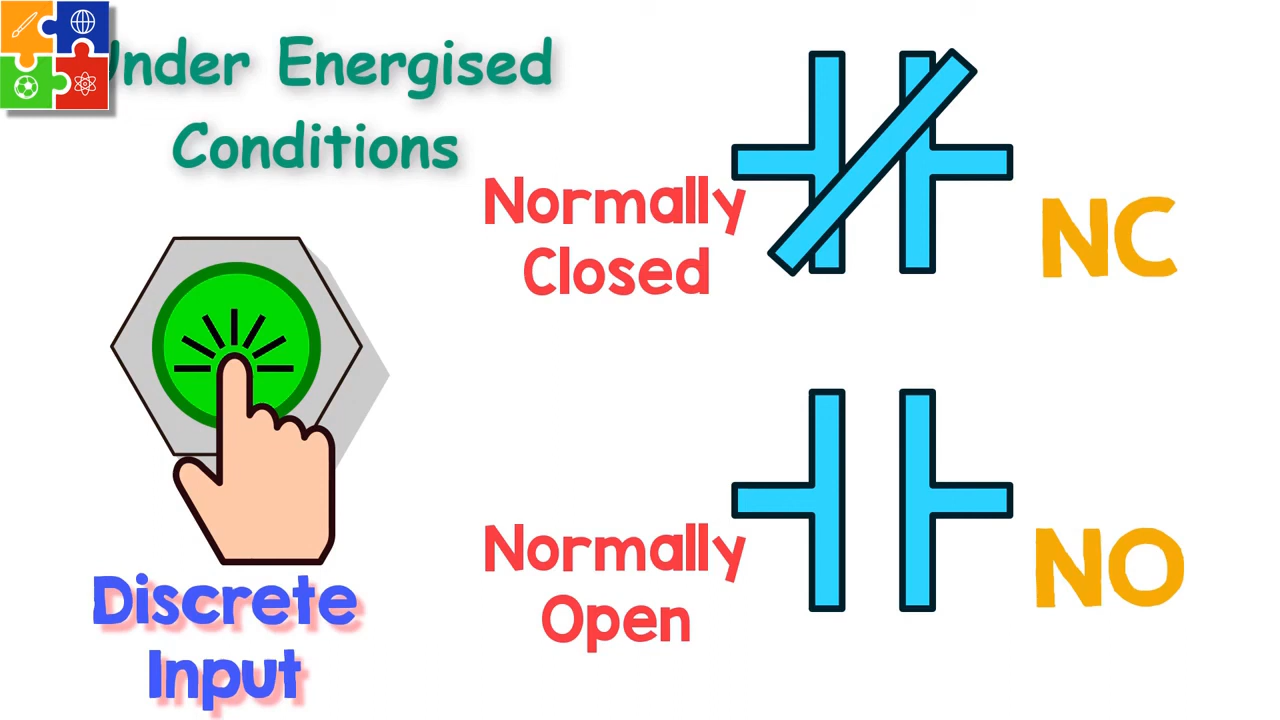 Under Energised
Conditions
Normally
Closed
NC
Normally
Open
NO
Discrete
Input